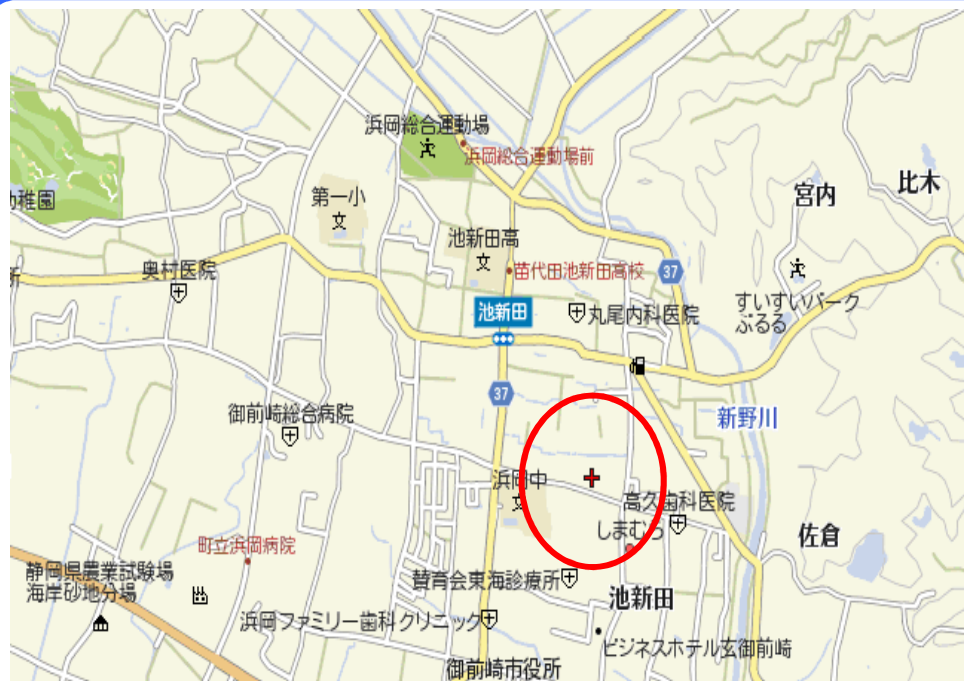 浜岡総合運動場
浜岡総合運動場前
宮内
比木
稚園
第一小
文
池新田高
文
苗代田池新田高校
37
所
奥村医院
すいすいパーク
ぷるる
池新田
丸尾内科医院
37
新野川
御前崎総合病院
浜岡中
文
高久歯科医院
しまむら
佐倉
町立浜岡病院
静岡県農業試験場
海岸砂地分場
賛育会東海診療所
池新田
浜岡ファミリー歯科クリニック
ビジネスホテル玄御前崎
御前崎市役所